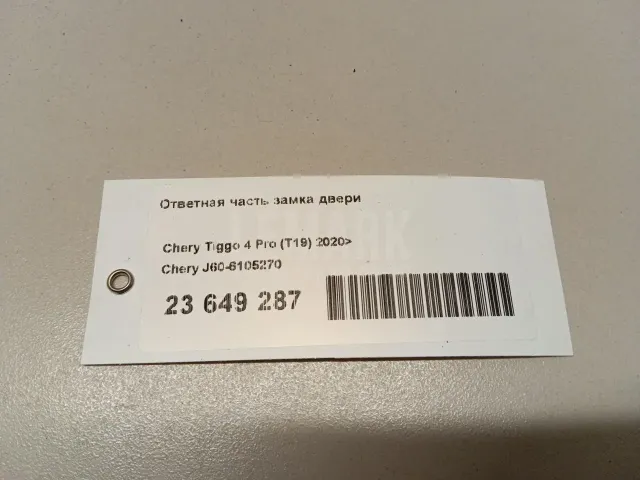 Ответная часть замка двери
Chery Tiggo 4 Pro (T19) 2020>
Chery J60-6105270
23 649 287